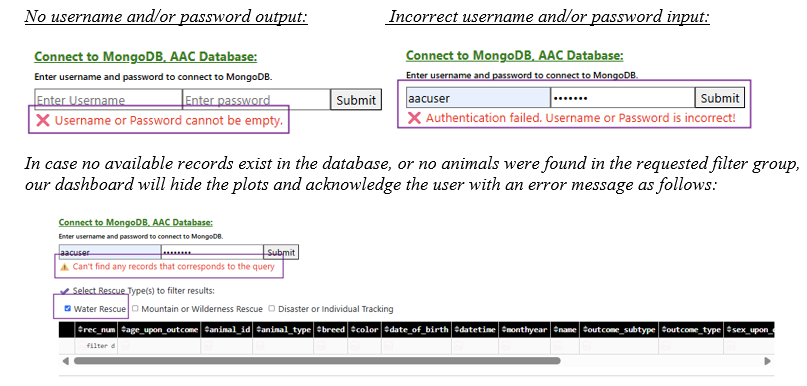 No username and/or password output:
Incorrect username and/or password input:
Connect to MongoDB, AAC Database:
Enter username and password to connect to MongoDB.
Enter Username Enter password Submit
❌ Username or Password cannot be empty.
Connect to MongoDB, AAC Database:
Enter username and password to connect to MongoDB.
aacuser ••••••• Submit
❌ Authentication failed. Username or Password is incorrect!
In case no available records exist in the database, or no animals were found in the requested filter group,
our dashboard will hide the plots and acknowledge the user with an error message as follows:
Connect to MongoDB, AAC Database:
Enter username and password to connect to MongoDB.
aacuser •••••••• Submit
⚠ Can't find any records that corresponds to the query
✔ Select Rescue Type(s) to filter results:
Water Rescue Mountain or Wilderness Rescue Disaster or Individual Tracking
rec_num age_upon_outcome animal_id animal_type breed color date_of_birth datetime monthyear name outcome_subtype outcome_type sex_upon_
filter d